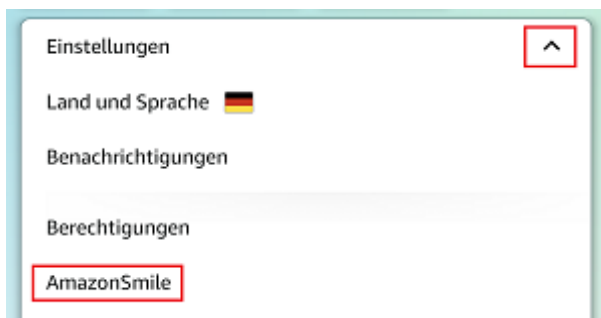 Einstellungen
Land und Sprache
Benachrichtigungen
Berechtigungen
AmazonSmile